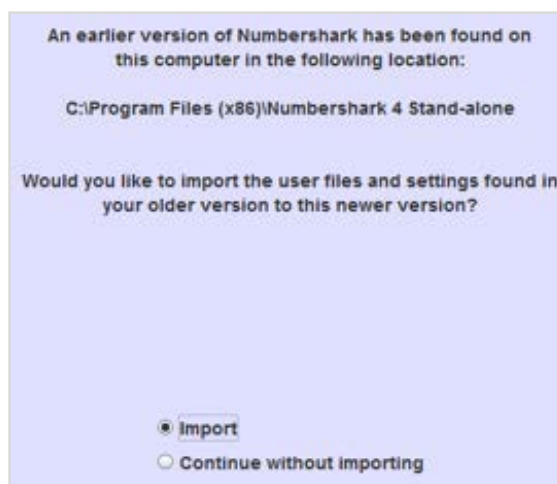 An earlier version of Numbershark has been found on
this computer in the following location:
C:\Program Files (x86)\Numbershark 4 Stand-alone
Would you like to import the user files and settings found in
your older version to this newer version?
Import
Continue without importing